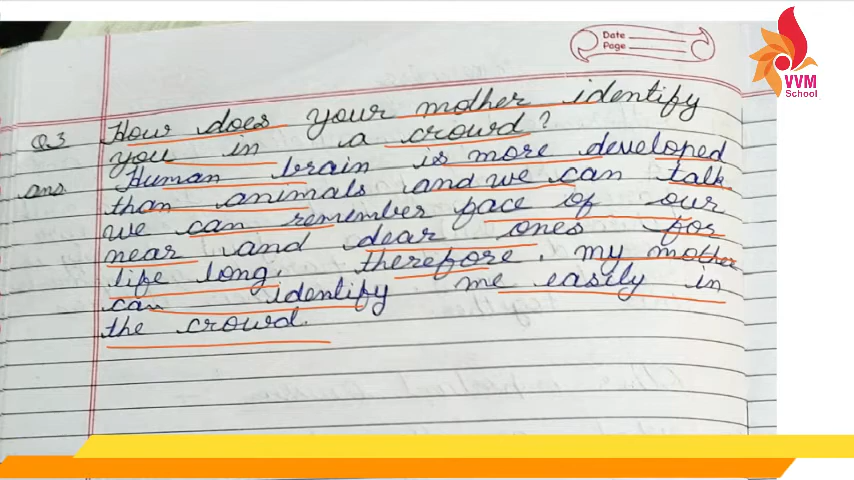 Date
Page
VVM
School
Q3 How does your mother identify
you in a crowd?
ans Human brain is more developed
than animals and we can talk
we can remember face of our
near and dear ones for
life long. therefore, my mother
can identify me easily in
the crowd.